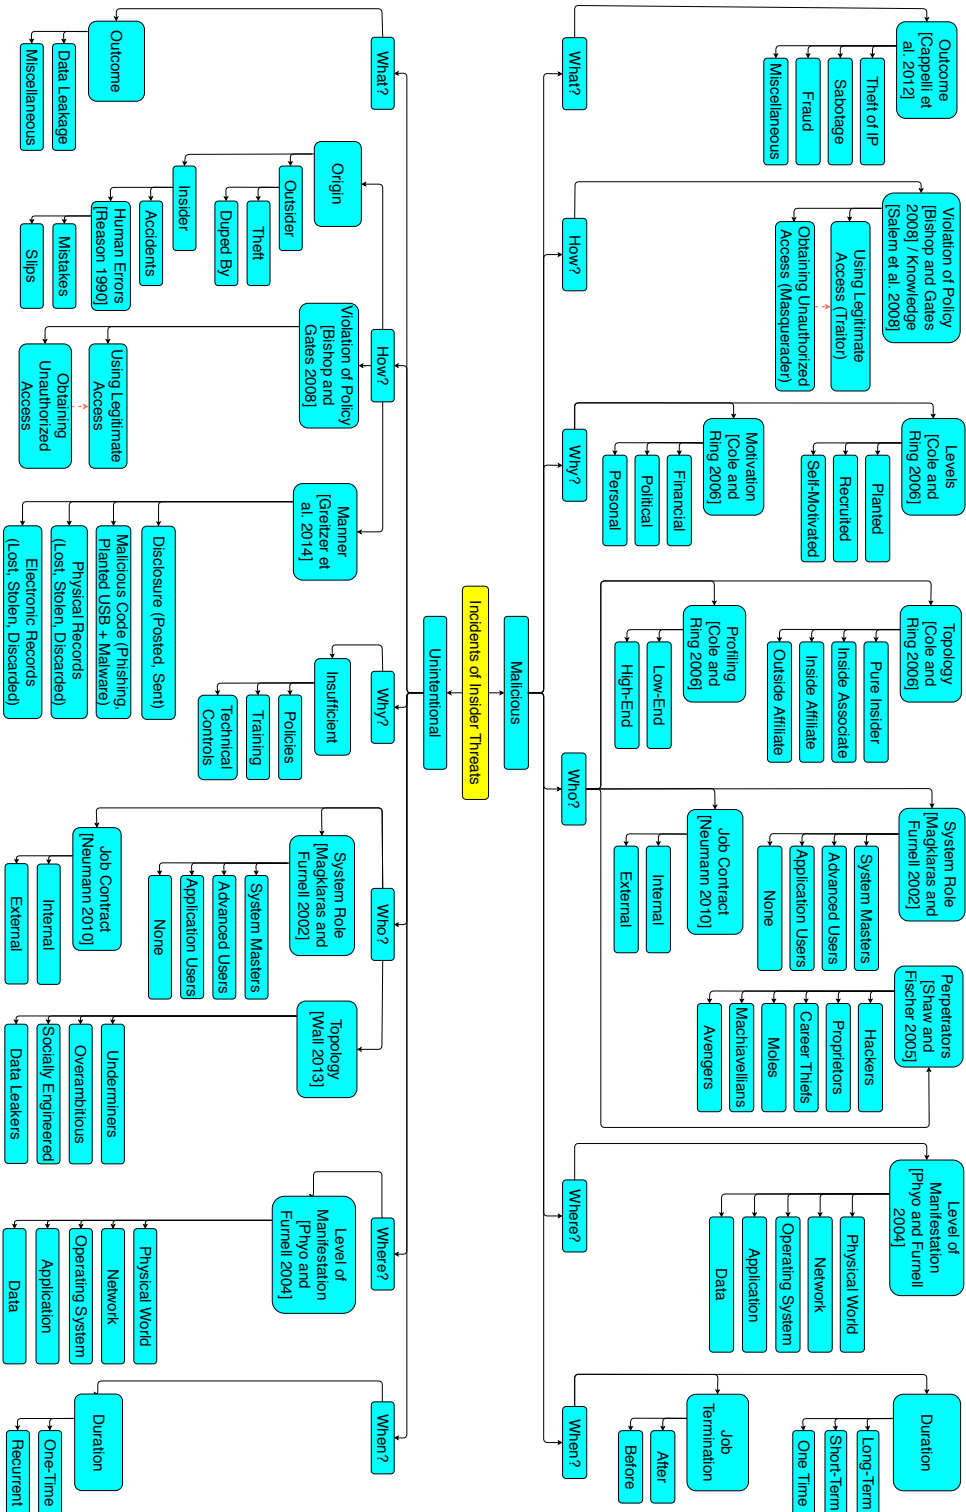 Outcome
[Cappelli et
al. 2012]
Theft of IP
Sabotage
Fraud
Miscellaneous
What?
Violation of Policy
[Bishop and Gates
2008] / Knowledge
[Salem et al. 2008]
Using Legitimate
Access (Traitor)
Obtaining Unauthorized
Access (Masquerader)
How?
Levels
[Cole and
Ring 2006]
Planted
Recruited
Self-Motivated
Motivation
[Cole and
Ring 2006]
Financial
Political
Personal
Why?
Topology
[Cole and
Ring 2006]
Pure Insider
Inside Associate
Inside Affiliate
Outside Affiliate
Profiling
[Cole and
Ring 2006]
Low-End
High-End
Who?
System Role
[Magklaras and
Furnell 2002]
System Masters
Advanced Users
Application Users
None
Job Contract
[Neumann 2010]
Internal
External
Perpetrators
[Shaw and
Fischer 2005]
Hackers
Proprietors
Career Thiefs
Moles
Machiavellians
Avengers
Level of
Manifestation
[Phyo and Furnell
2004]
Physical World
Network
Operating System
Application
Data
Where?
Duration
Long-Term
Short-Term
One Time
Job
Termination
After
Before
When?
Malicious
Incidents of Insider Threats
Unintentional
What?
Outcome
Data Leakage
Miscellaneous
How?
Origin
Outsider
Theft
Duped By
Insider
Accidents
Human Errors
[Reason 1990]
Mistakes
Slips
Violation of Policy
[Bishop and
Gates 2008]
Using Legitimate
Access
Obtaining
Unauthorized
Access
Manner
[Greitzer et
al. 2014]
Disclosure (Posted, Sent)
Malicious Code (Phishing,
Planted USB + Malware)
Physical Records
(Lost, Stolen, Discarded)
Electronic Records
(Lost, Stolen, Discarded)
Why?
Insufficient
Policies
Training
Technical
Controls
Who?
System Role
[Magklaras and
Furnell 2002]
System Masters
Advanced Users
Application Users
None
Job Contract
[Neumann 2010]
Internal
External
Topology
[Wall 2013]
Underminers
Overambitious
Socially Engineered
Data Leakers
Where?
Level of
Manifestation
[Phyo and
Furnell 2004]
Physical World
Network
Operating System
Application
Data
When?
Duration
One-Time
Recurrent